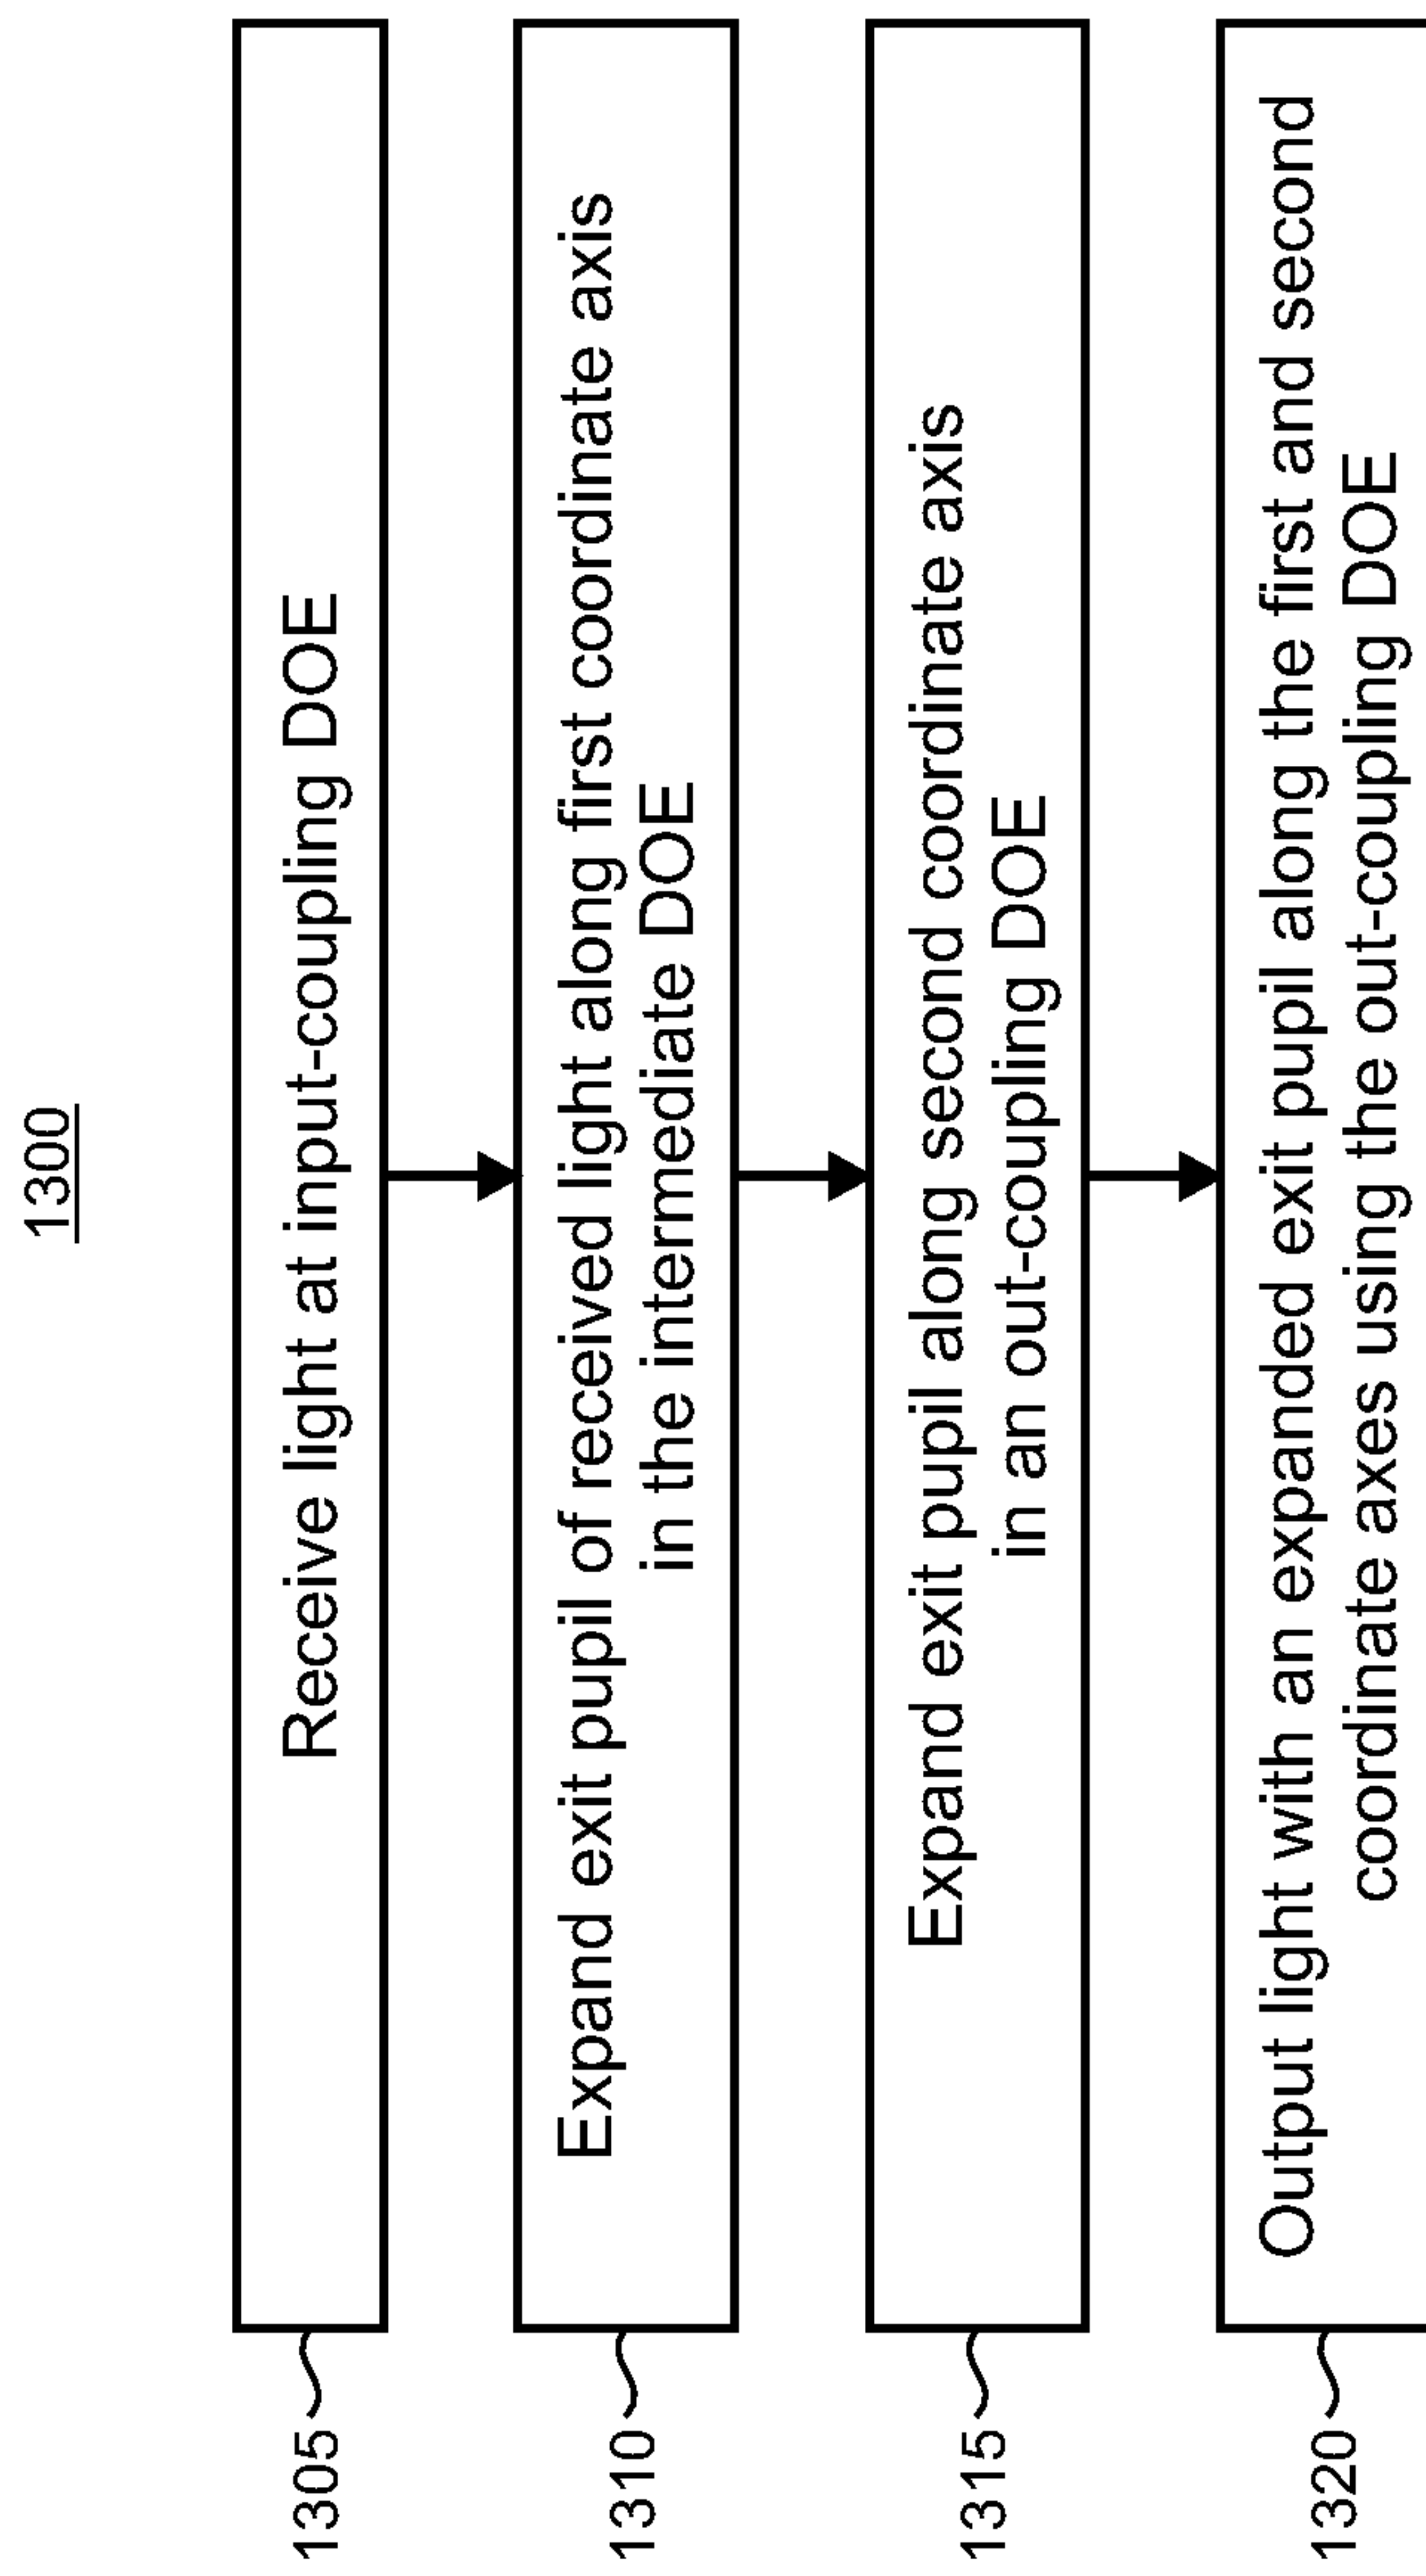 1300
1305
Receive light at input-coupling DOE
1310
Expand exit pupil of received light along first coordinate axis
in the intermediate DOE
1315
Expand exit pupil along second coordinate axis
in an out-coupling DOE
1320
Output light with an expanded exit pupil along the first and second
coordinate axes using the out-coupling DOE